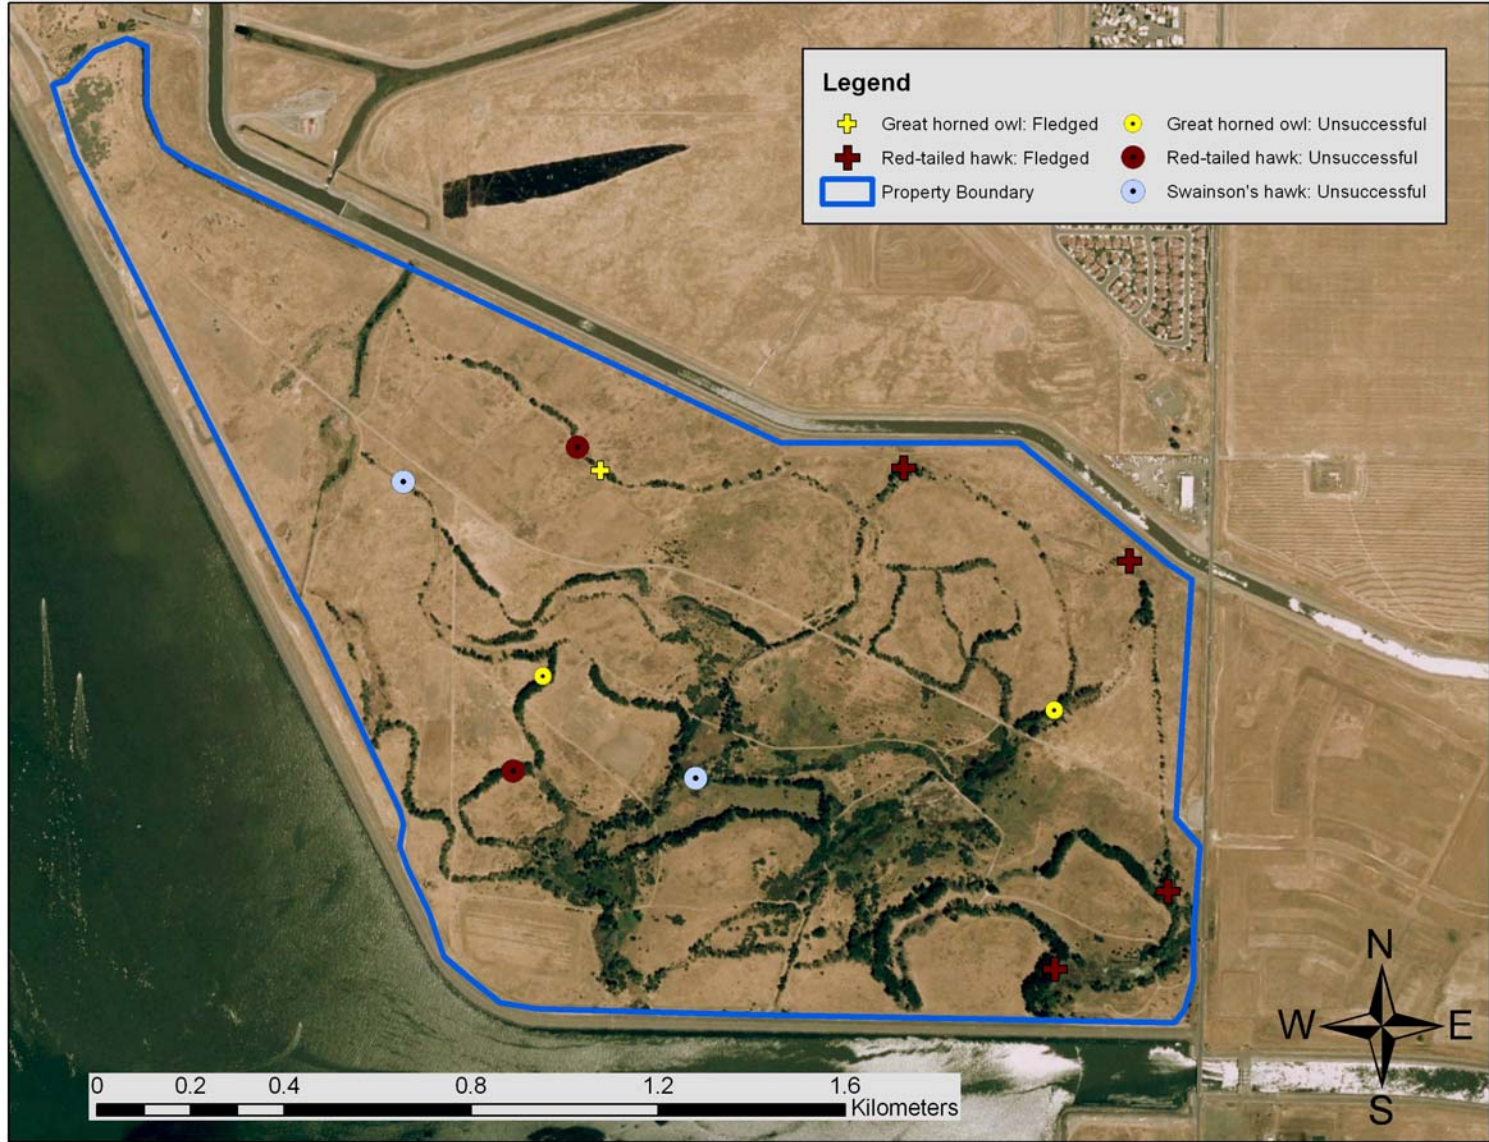 Legend
Great horned owl: Fledged
Great horned owl: Unsuccessful
Red-tailed hawk: Fledged
Red-tailed hawk: Unsuccessful
Property Boundary
Swainson's hawk: Unsuccessful
N
W E
S
0 0.2 0.4 0.8 1.2 1.6
Kilometers